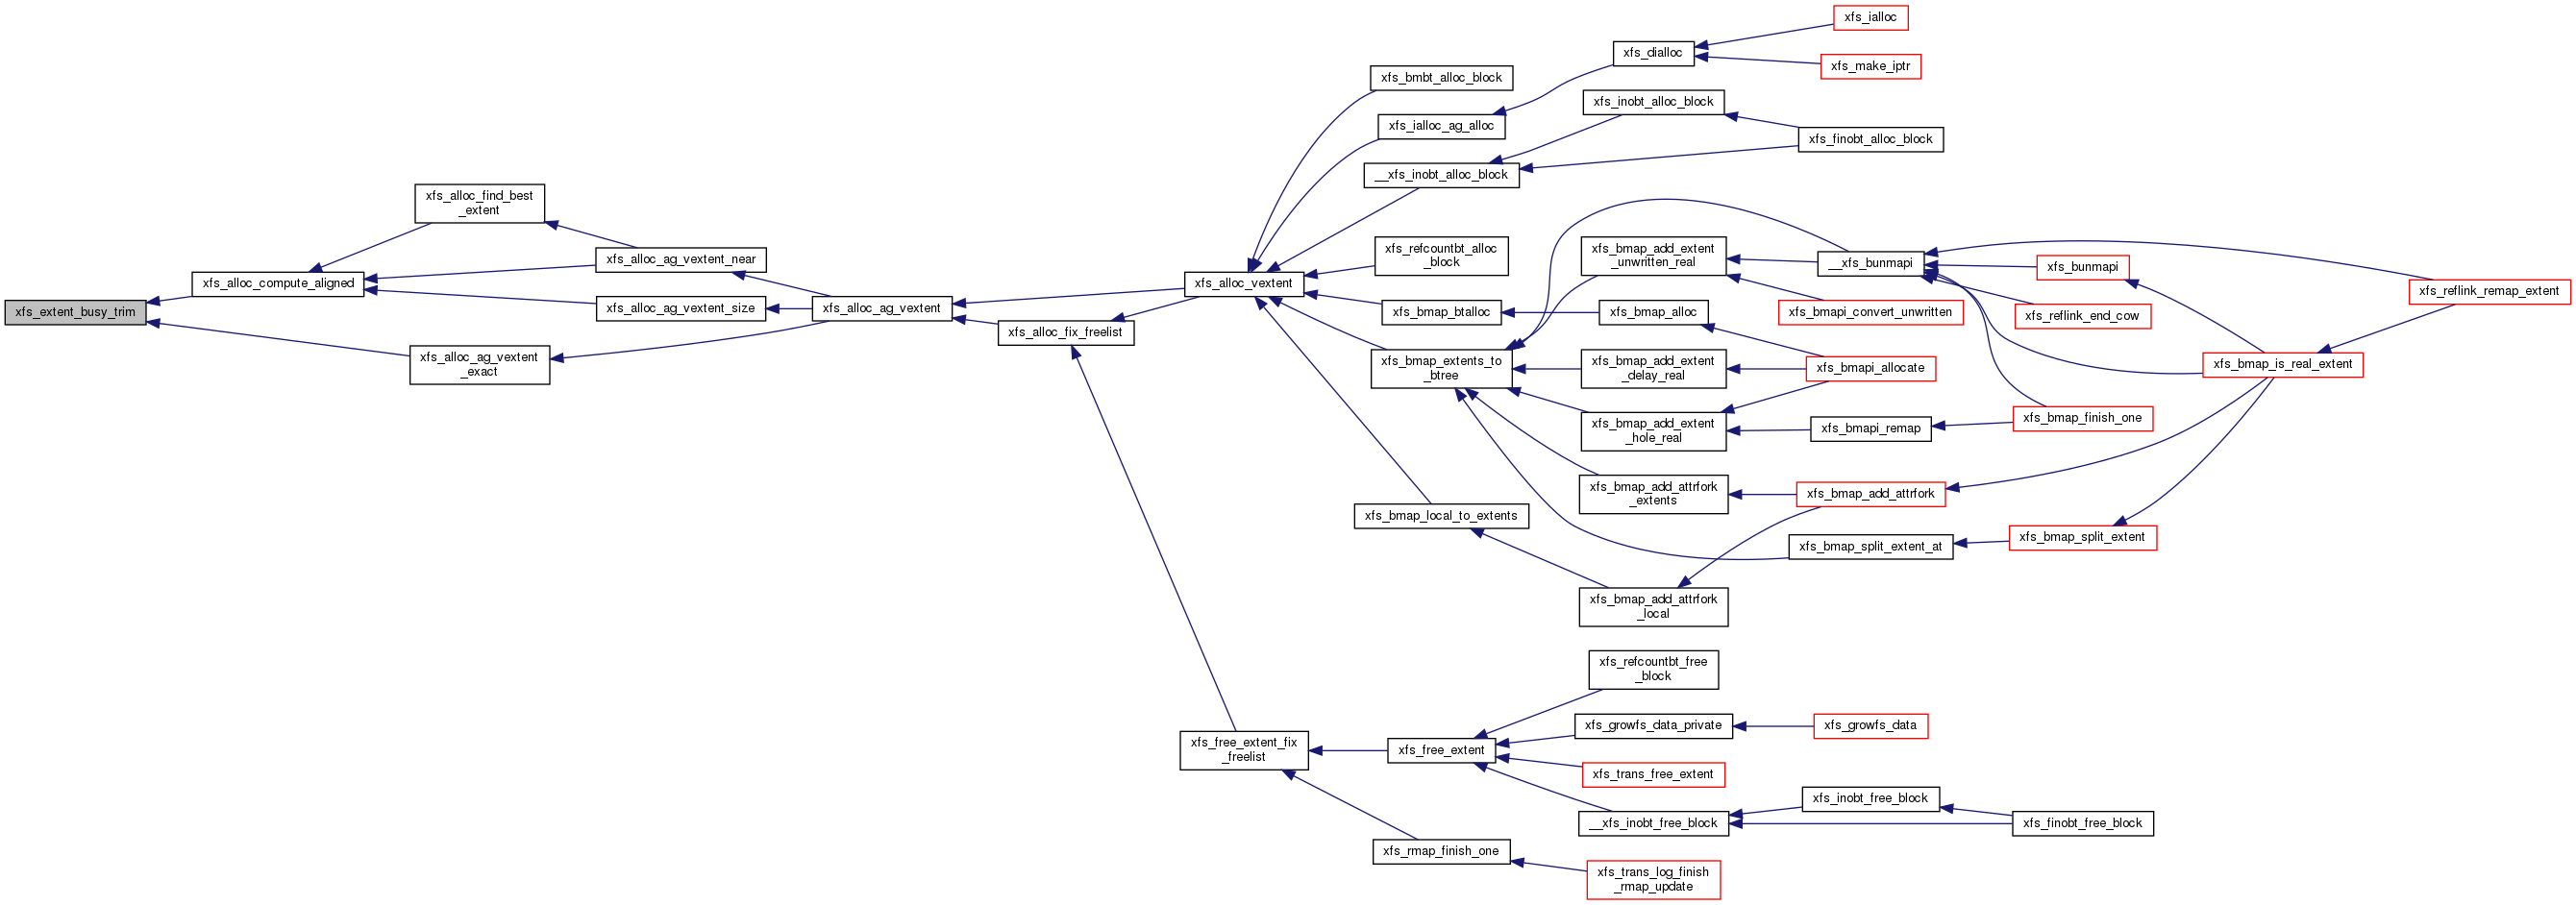 xfs_extent_busy_trim
xfs_alloc_compute_aligned
xfs_alloc_find_best
_extent
xfs_alloc_ag_vextent_near
xfs_alloc_ag_vextent_size
xfs_alloc_ag_vextent
_exact
xfs_alloc_ag_vextent
xfs_alloc_fix_freelist
xfs_alloc_vextent
xfs_free_extent_fix
_freelist
xfs_bmbt_alloc_block
xfs_ialloc_ag_alloc
__xfs_inobt_alloc_block
xfs_refcountbt_alloc
_block
xfs_bmap_btalloc
xfs_bmap_extents_to
_btree
xfs_bmap_local_to_extents
xfs_free_extent
xfs_rmap_finish_one
xfs_dialloc
xfs_inobt_alloc_block
xfs_bmap_add_extent
_unwritten_real
xfs_bmap_alloc
xfs_bmap_add_extent
_delay_real
xfs_bmap_add_extent
_hole_real
xfs_bmap_add_attrfork
_extents
xfs_bmap_add_attrfork
_local
xfs_refcountbt_free
_block
xfs_growfs_data_private
xfs_trans_free_extent
__xfs_inobt_free_block
xfs_trans_log_finish
_rmap_update
xfs_ialloc
xfs_make_iptr
xfs_finobt_alloc_block
__xfs_bunmapi
xfs_bmapi_convert_unwritten
xfs_bmapi_allocate
xfs_bmapi_remap
xfs_bmap_add_attrfork
xfs_bmap_split_extent_at
xfs_growfs_data
xfs_inobt_free_block
xfs_bunmapi
xfs_reflink_end_cow
xfs_bmap_finish_one
xfs_bmap_split_extent
xfs_finobt_free_block
xfs_bmap_is_real_extent
xfs_reflink_remap_extent